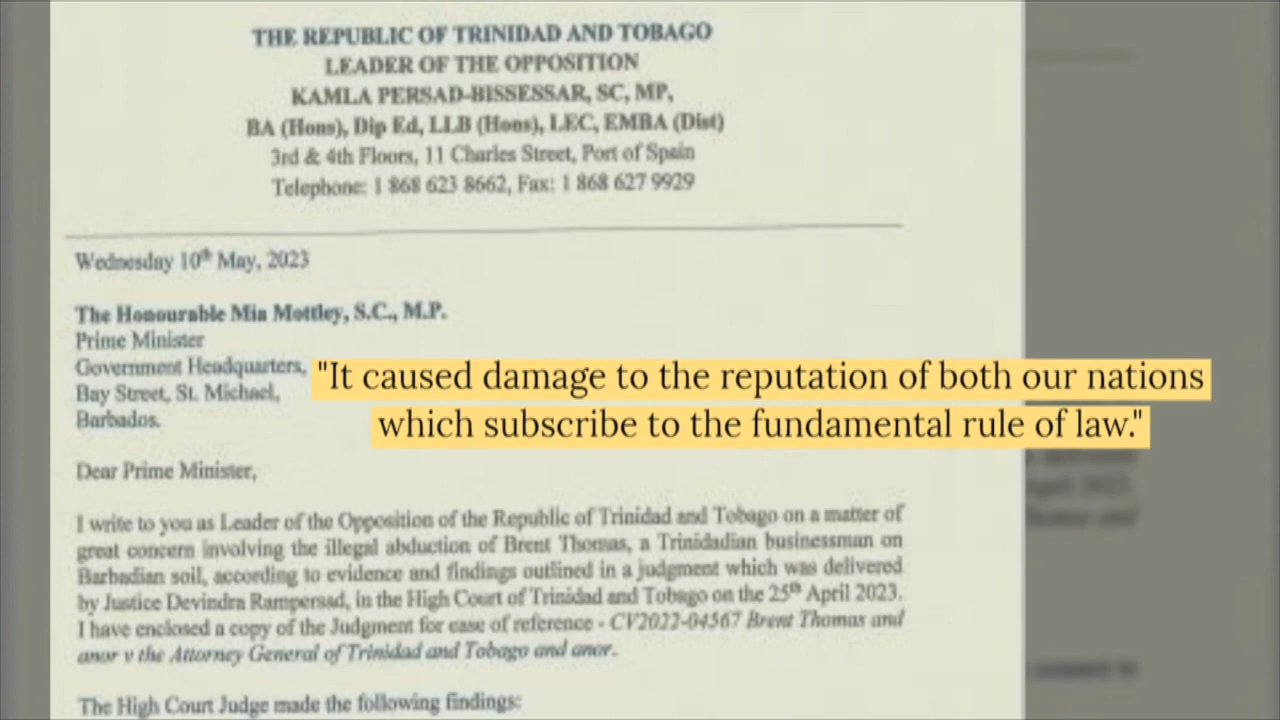 THE REPUBLIC OF TRINIDAD AND TOBAGO
LEADER OF THE OPPOSITION
KAMLA PERSAD-BISSESSAR, SC, MP,
BA (Hons), Dip Ed, LLB (Hons), LEC, EMBA (Dist)
3rd & 4th Floors, 11 Charles Street, Port of Spain
Telephone: 1 868 623 8662, Fax: 1 868 627 9929
Wednesday 10th May, 2023
The Honourable Mia Mottley, S.C., M.P.
Prime Minister
Government Headquarters,
Bay Street, St. Michael,
Barbados.
"It caused damage to the reputation of both our nations
which subscribe to the fundamental rule of law."
Dear Prime Minister,
I write to you as Leader of the Opposition of the Republic of Trinidad and Tobago on a matter of
great concern involving the illegal abduction of Brent Thomas, a Trinidadian businessman on
Barbadian soil, according to evidence and findings outlined in a judgment which was delivered
by Justice Devindra Rampersad, in the High Court of Trinidad and Tobago on the 25th April 2023.
I have enclosed a copy of the Judgment for ease of reference - CV2022-04567 Brent Thomas and
anor v the Attorney General of Trinidad and Tobago and anor.
The High Court Judge made the following findings: